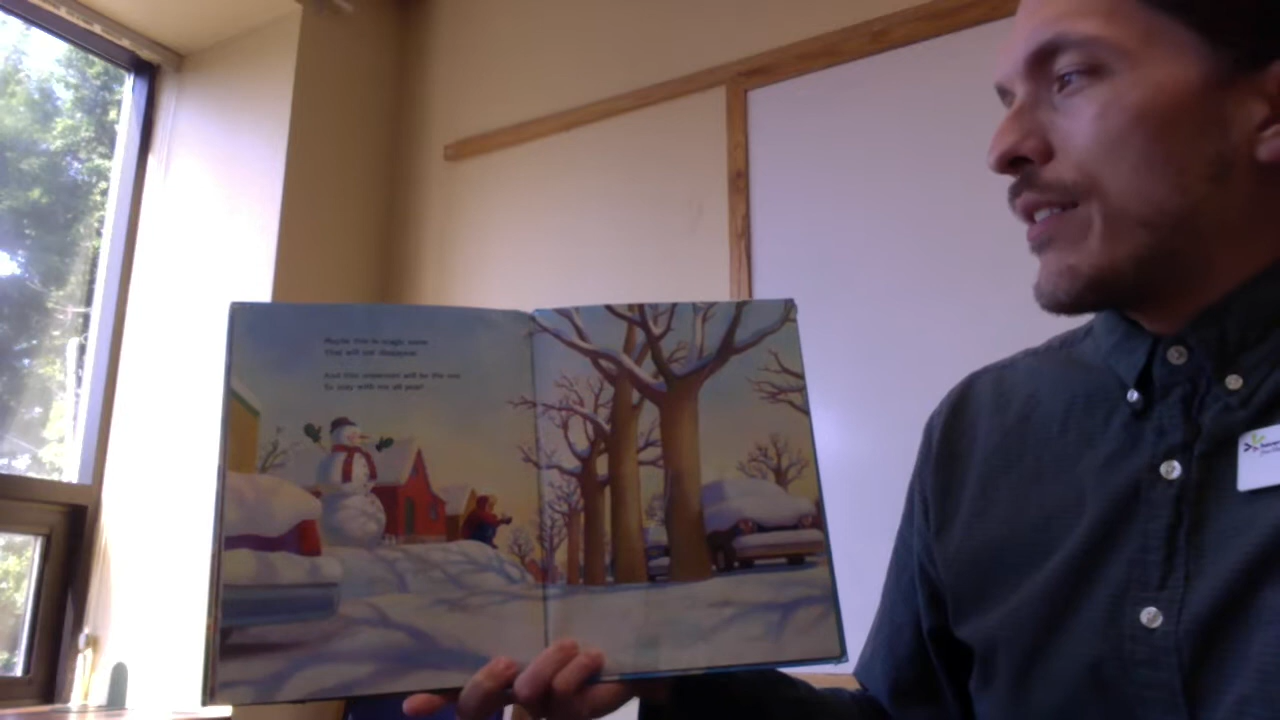 Maybe this is magic snow
That will not disappear
And this snowman will be the one
To stay with me all year!